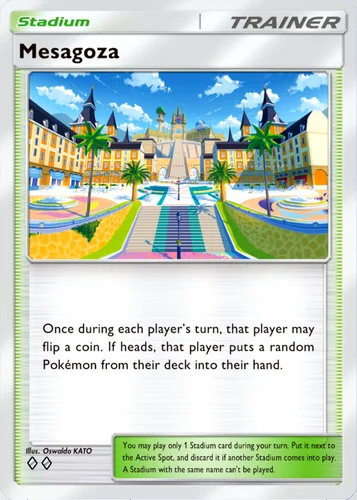 Stadium
TRAINER
Mesagoza
Once during each player's turn, that player may
flip a coin. If heads, that player puts a random
Pokémon from their deck into their hand.
Illus. Oswaldo KATO
You may play only 1 Stadium card during your turn. Put it next to
the Active Spot, and discard it if another Stadium comes into play.
A Stadium with the same name can't be played.